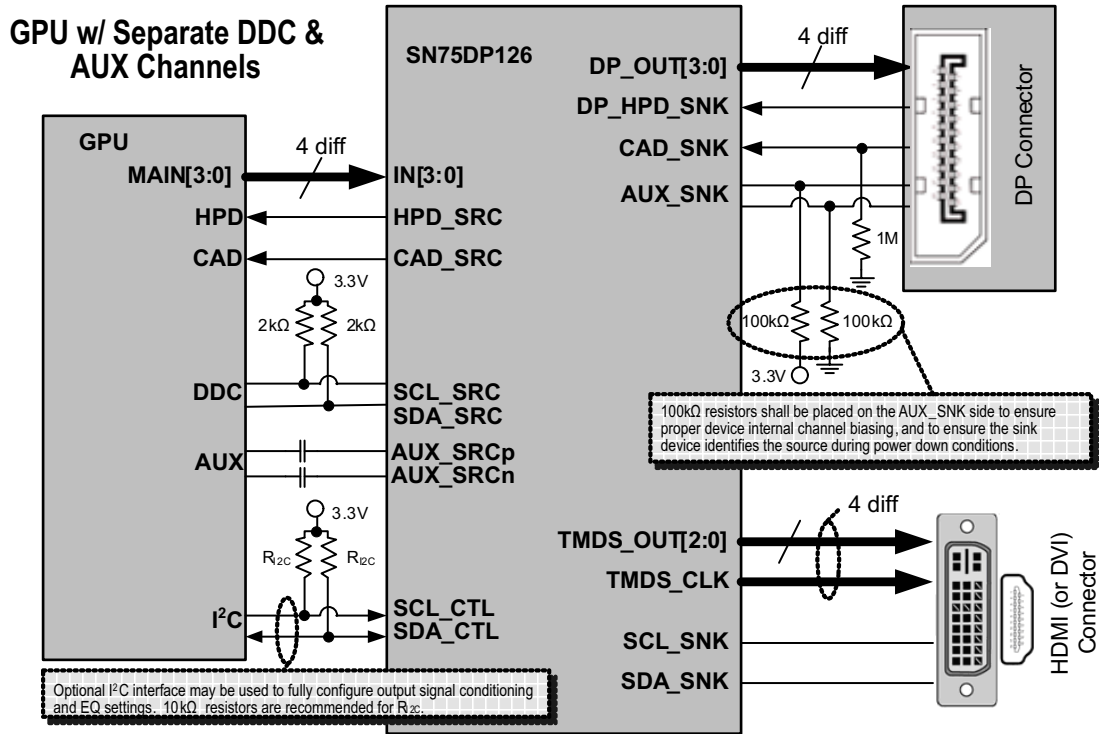 GPU w/ Separate DDC &
AUX Channels
GPU
MAIN[3:0]
HPD
CAD
DDC
AUX
I²C
4 diff
3.3V
2kΩ
2kΩ
3.3V
RI2C
RI2C
SN75DP126
IN[3:0]
HPD_SRC
CAD_SRC
SCL_SRC
SDA_SRC
AUX_SRCp
AUX_SRCn
SCL_CTL
SDA_CTL
DP_OUT[3:0]
DP_HPD_SNK
CAD_SNK
AUX_SNK
TMDS_OUT[2:0]
TMDS_CLK
SCL_SNK
SDA_SNK
4 diff
1M
100kΩ
100kΩ
3.3V
DP Connector
100kΩ resistors shall be placed on the AUX_SNK side to ensure
proper device internal channel biasing, and to ensure the sink
device identifies the source during power down conditions.
4 diff
HDMI (or DVI)
Connector
Optional I²C interface may be used to fully configure output signal conditioning
and EQ settings. 10kΩ resistors are recommended for RI2C.